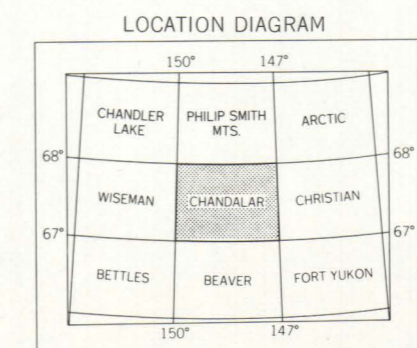 LOCATION DIAGRAM
150° 147°
CHANDLER LAKE
PHILIP SMITH MTS.
ARCTIC
68° 68°
WISEMAN CHANDALAR CHRISTIAN
67° 67°
BETTLES BEAVER FORT YUKON
150° 147°